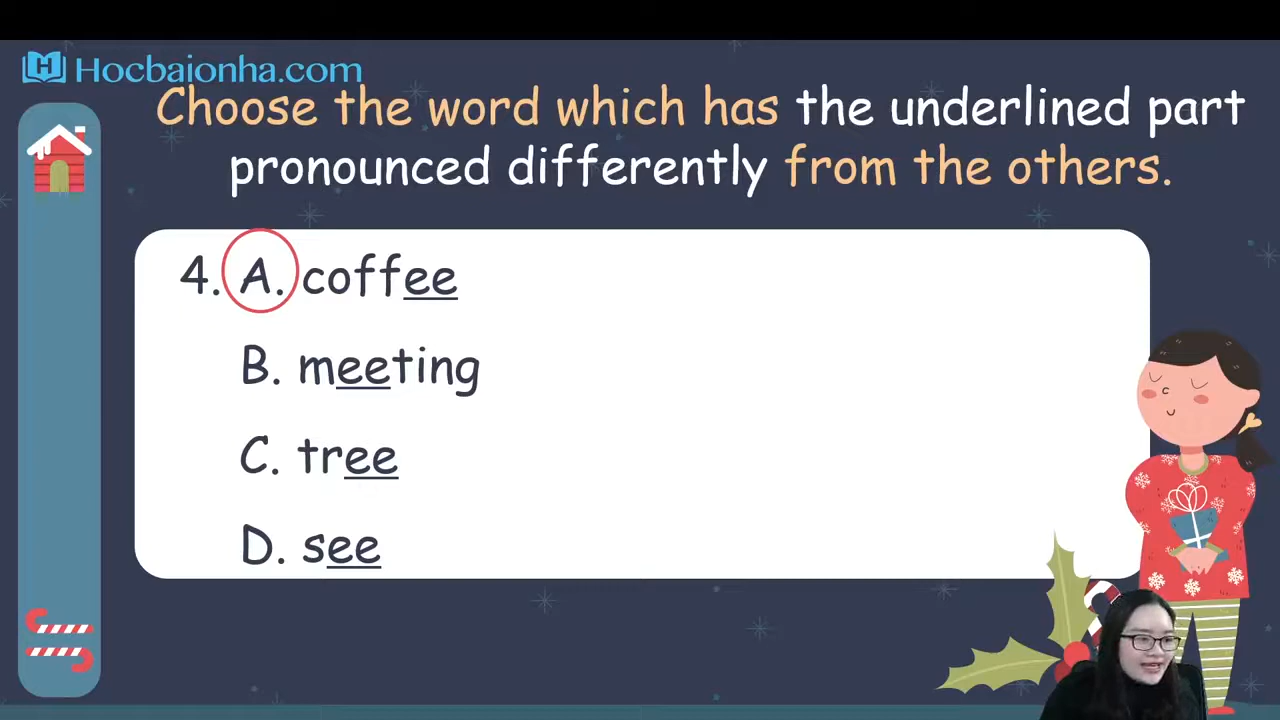 Hocbaionha.com
Choose the word which has the underlined part
pronounced differently from the others.
4. A. coffee
B. meeting
C. tree
D. see